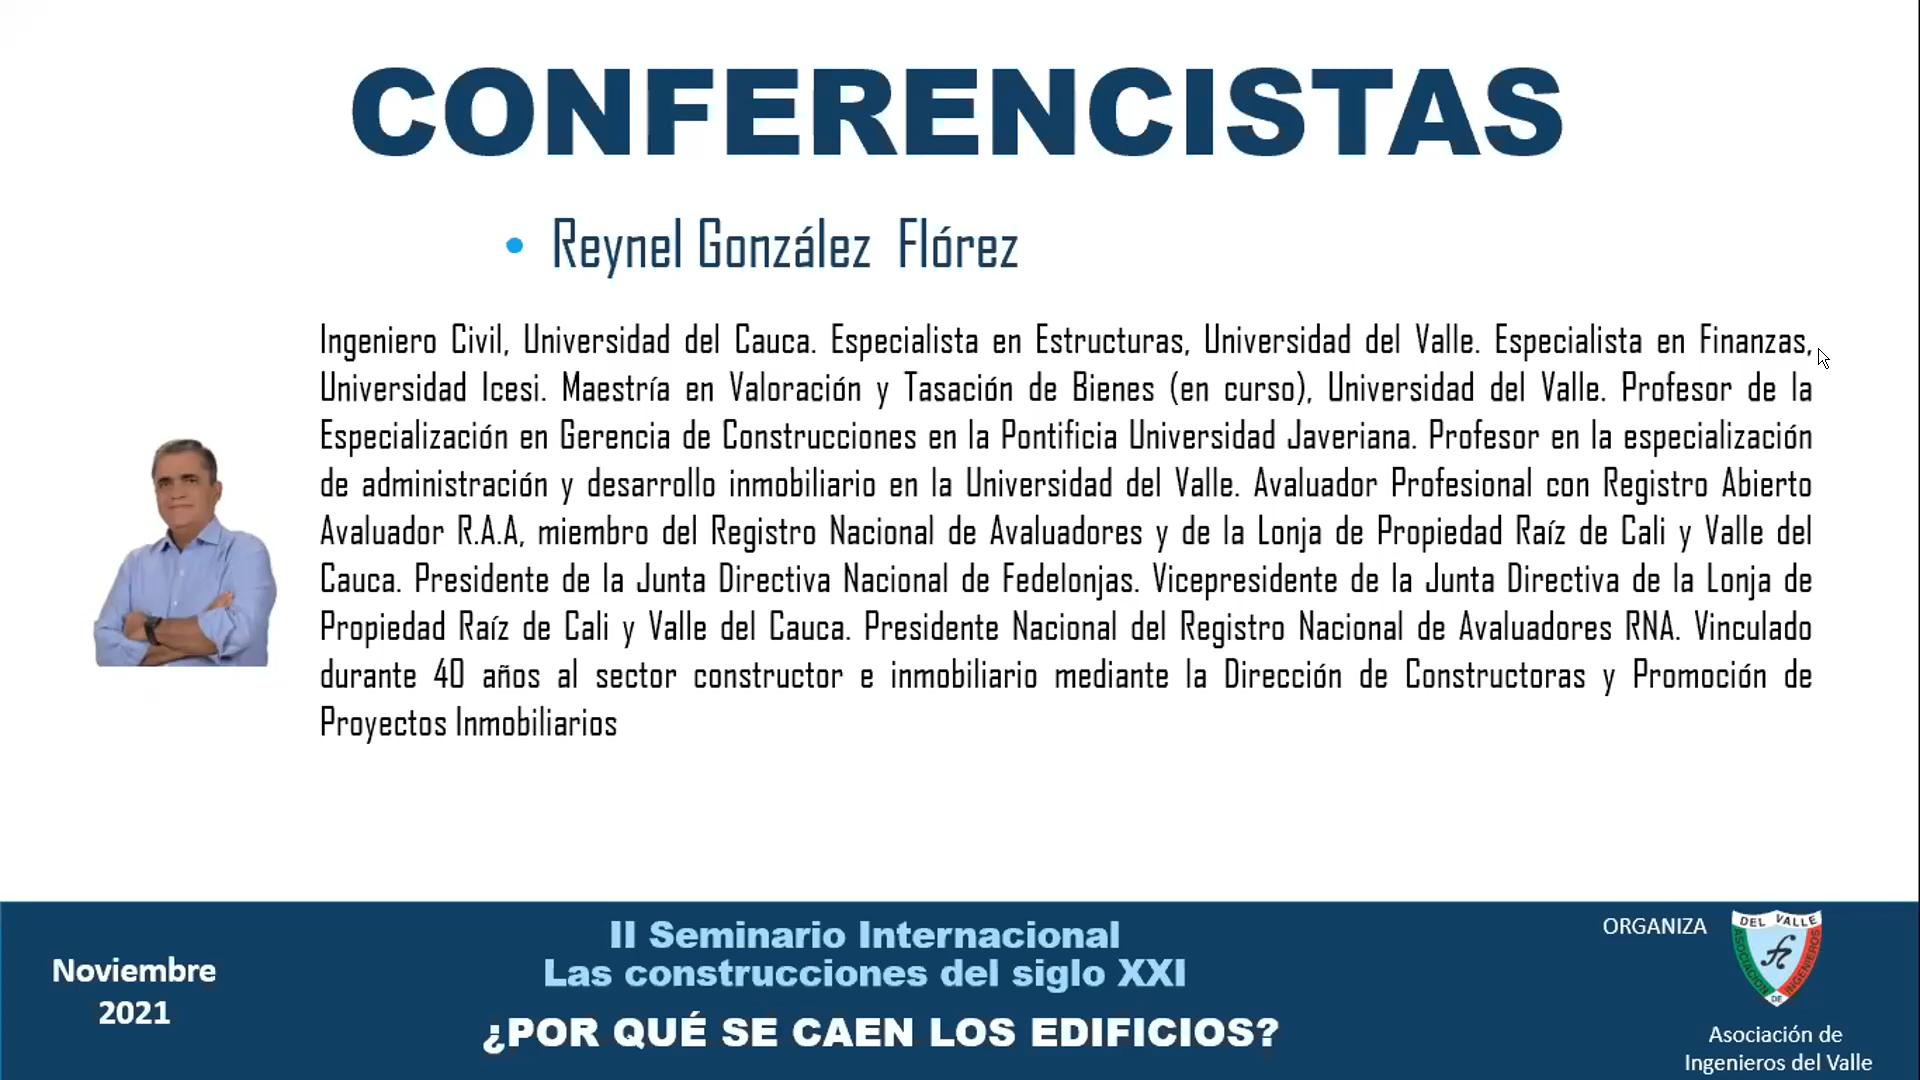 CONFERENCISTAS
• Reynel González Flórez
Ingeniero Civil, Universidad del Cauca. Especialista en Estructuras, Universidad del Valle. Especialista en Finanzas,
Universidad Icesi. Maestría en Valoración y Tasación de Bienes (en curso), Universidad del Valle. Profesor de la
Especialización en Gerencia de Construcciones en la Pontificia Universidad Javeriana. Profesor en la especialización
de administración y desarrollo inmobiliario en la Universidad del Valle. Avaluador Profesional con Registro Abierto
Avaluador R.A.A, miembro del Registro Nacional de Avaluadores y de la Lonja de Propiedad Raíz de Cali y Valle del
Cauca. Presidente de la Junta Directiva Nacional de Fedelonjas. Vicepresidente de la Junta Directiva de la Lonja de
Propiedad Raíz de Cali y Valle del Cauca. Presidente Nacional del Registro Nacional de Avaluadores RNA. Vinculado
durante 40 años al sector constructor e inmobiliario mediante la Dirección de Constructoras y Promoción de
Proyectos Inmobiliarios
Noviembre
2021
II Seminario Internacional
Las construcciones del siglo XXI
¿POR QUÉ SE CAEN LOS EDIFICIOS?
ORGANIZA
DEL VALLE
ASOCIACION
DE
INGENIEROS
Asociación de
Ingenieros del Valle